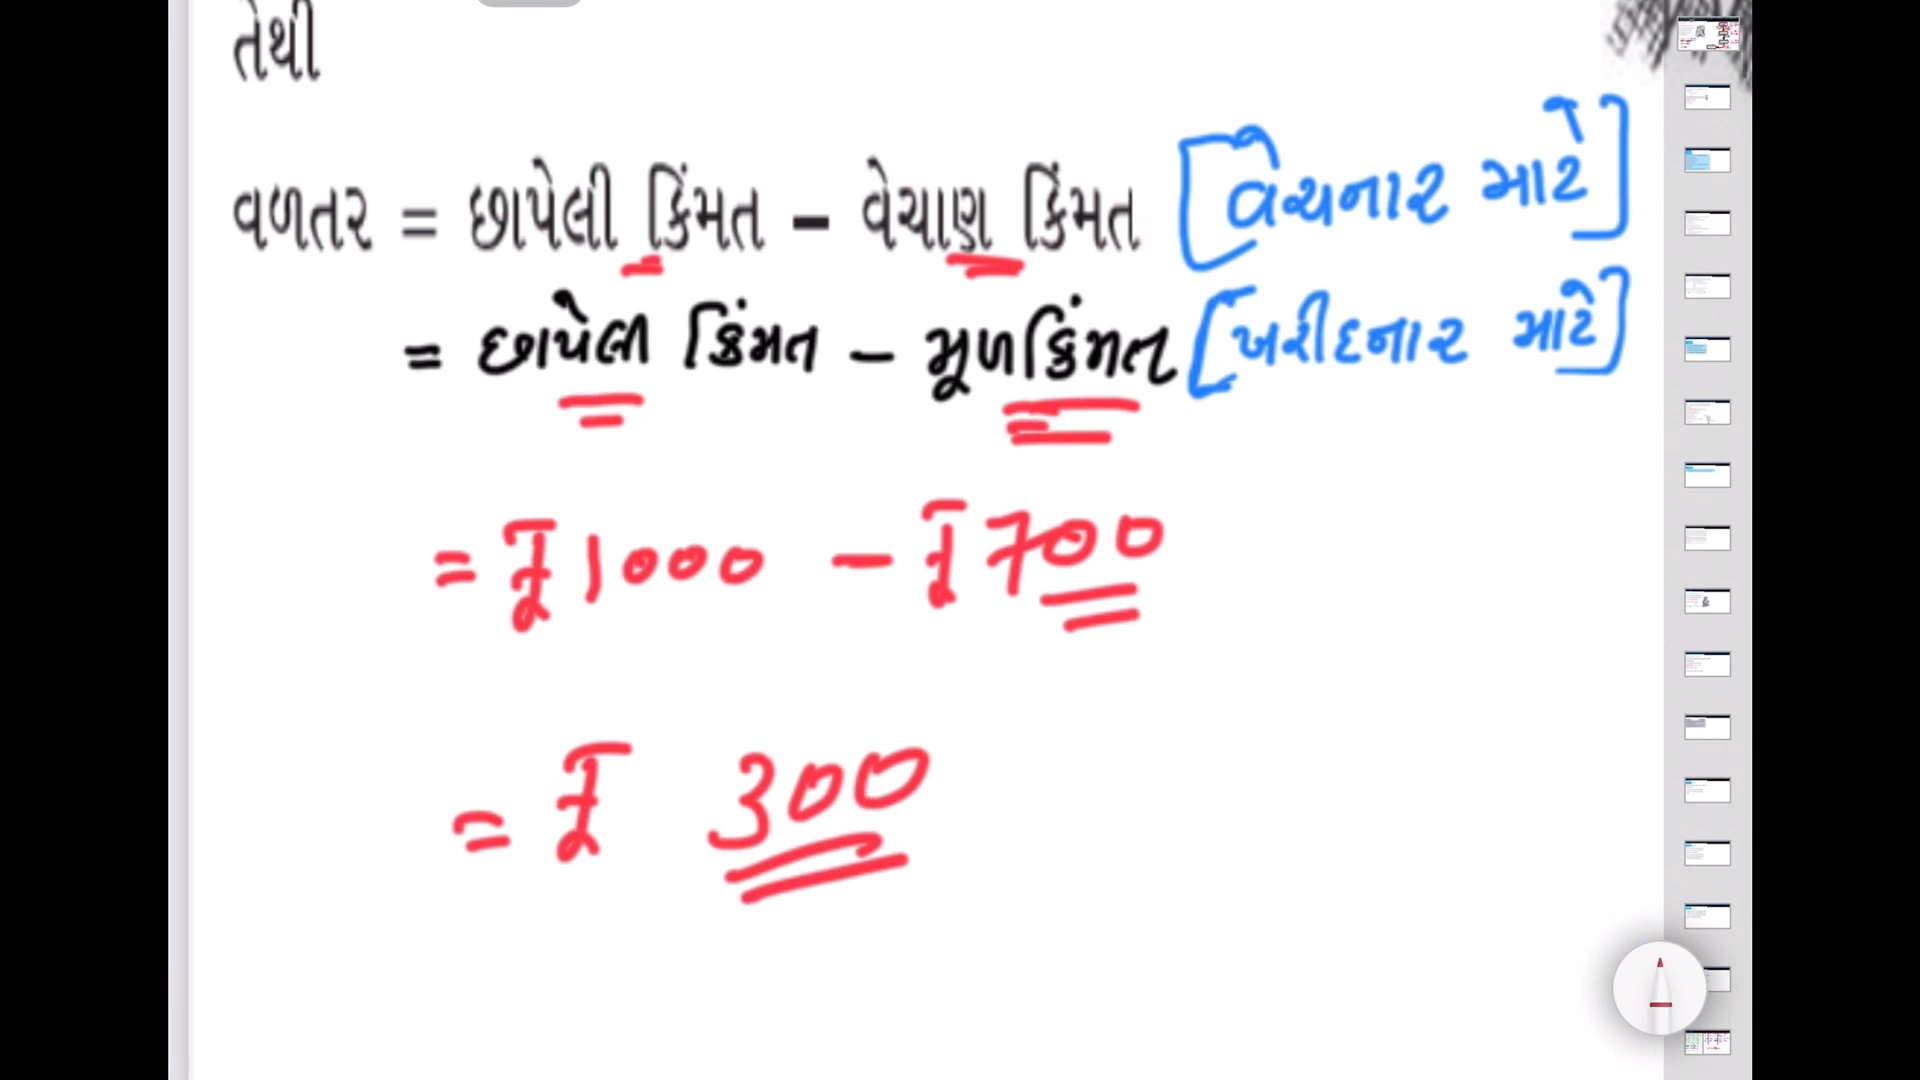 તેથી
વળતર = છાપેલી કિંમત – વેચાણ કિંમત [વેચનાર માટે]
= છાપેલી કિંમત – મૂળકિંમત [ખરીદનાર માટે]
= ₹ 1000 – ₹ 700
= ₹ 300